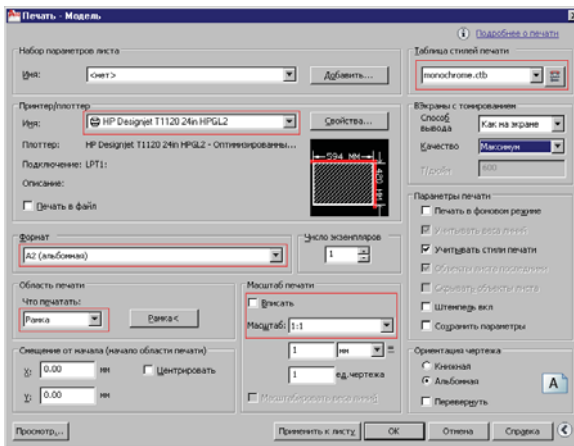 Печать - Модель
Подробнее о печати
Набор параметров листа
Имя: <нет> Добавить...
Таблица стилей печати
monochrome.ctb
Принтер/плоттер
Имя: HP Designjet T1120 24in HPGL2 Свойства...
Плоттер: HP Designjet T1120 24in HPGL2 - Оптимизированны...
Подключение: LPT1:
Описание:
Печать в файл
594 MM
420 MM
ВЭкраны с тонированием
Способ вывода Как на экране
Качество Максимум
Т/дюйм 600
Формат
A2 (альбомная)
Число экземпляров
1
Область печати
Что печатать:
Рамка Рамка<
Масштаб печати
Вписать
Масштаб: 1:1
1 мм =
1 ед.чертежа
Масштабировать веса линий
Смещение от начала (начало области печати)
X: 0.00 мм Центрировать
Y: 0.00 мм
Параметры печати
Печать в фоновом режиме
Учитывать веса линий
Учитывать стили печати
Объекты листа последними
Скрывать объекты листа
Штемпель вкл
Сохранить параметры
Ориентация чертежа
Книжная
Альбомная
Перевернуть
A
Просмотр... Применить к листу ОК Отмена Справка